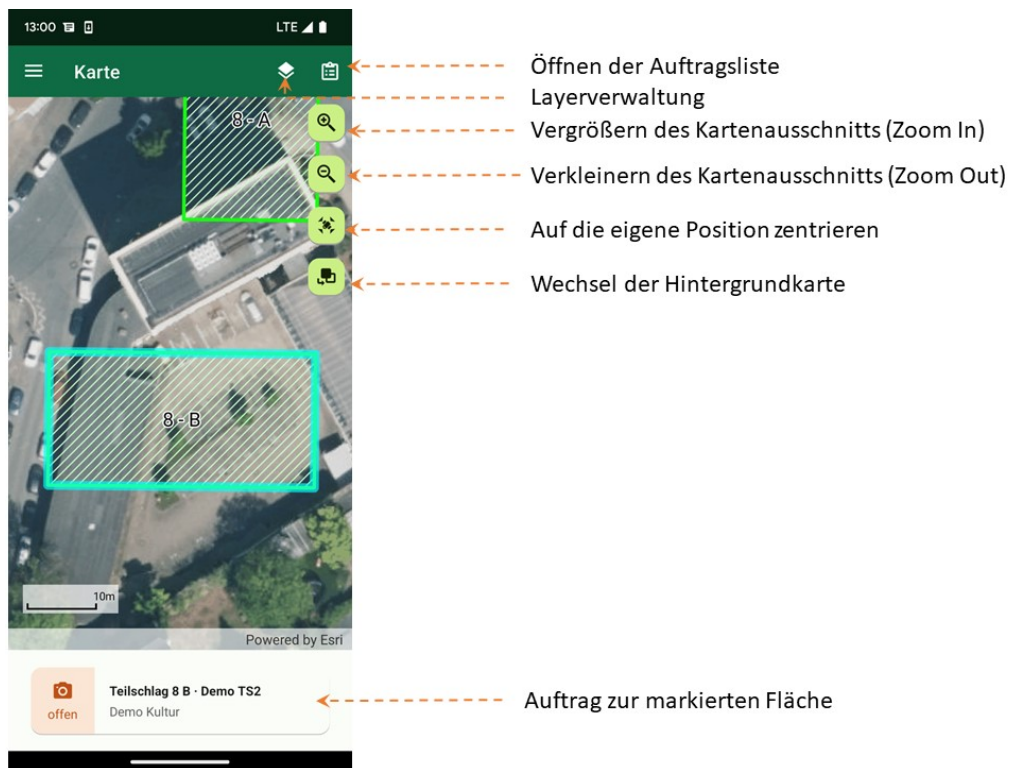 13:00 LTE
Karte
Öffnen der Auftragsliste
Layerverwaltung
8 - A
Vergrößern des Kartenausschnitts (Zoom In)
Verkleinern des Kartenausschnitts (Zoom Out)
Auf die eigene Position zentrieren
Wechsel der Hintergrundkarte
8 - B
10m
Powered by Esri
Teilschlag 8 B · Demo TS2
offen
Demo Kultur
Auftrag zur markierten Fläche